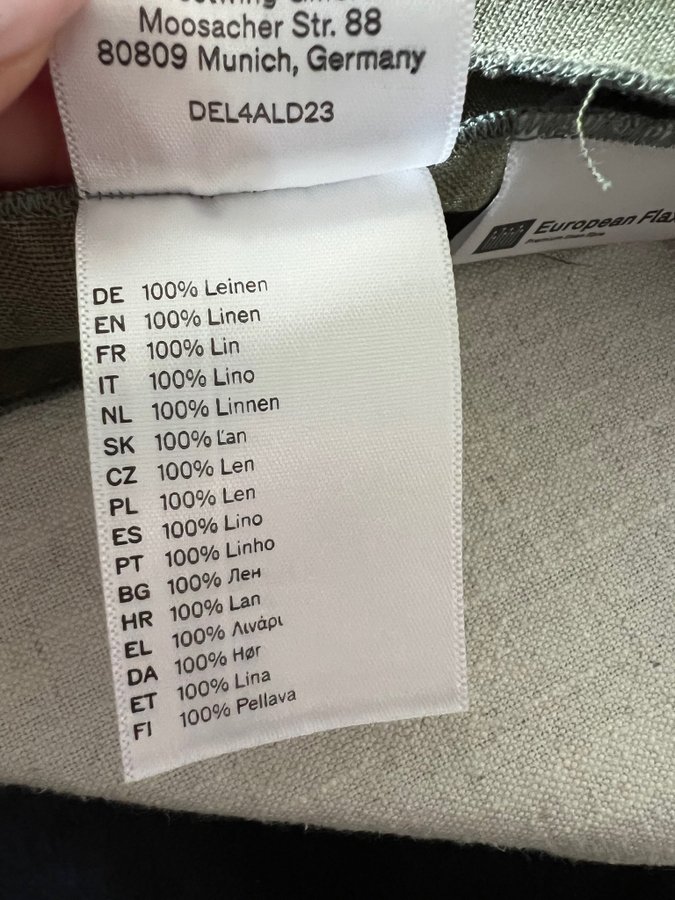 Moosacher Str. 88
80809 Munich, Germany
DEL4ALD23
European
DE 100% Leinen
EN 100% Linen
FR 100% Lin
IT 100% Lino
NL 100% Linnen
SK 100% Ľan
CZ 100% Len
PL 100% Len
ES 100% Lino
PT 100% Linho
BG 100% Лен
HR 100% Lan
EL 100% Λινάρι
DA 100% Hør
ET 100% Lina
FI 100% Pellava